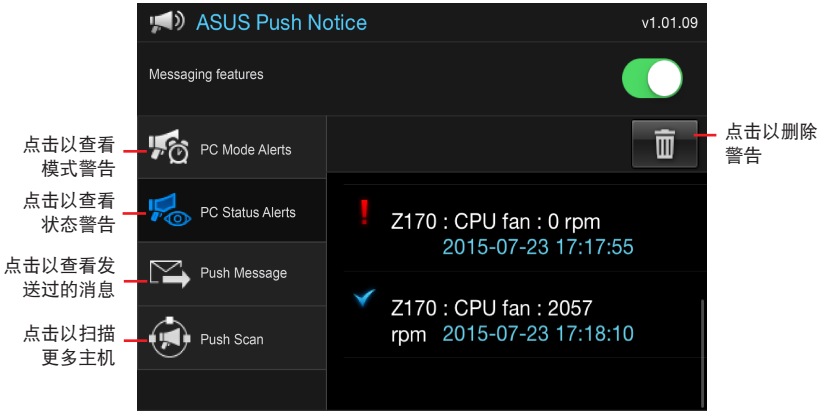 ASUS Push Notice
v1.01.09
Messaging features
点击以查看
模式警告
PC Mode Alerts
点击以删除
警告
点击以查看
状态警告
PC Status Alerts
Z170 : CPU fan : 0 rpm
2015-07-23 17:17:55
点击以查看发
送过的消息
Push Message
Z170 : CPU fan : 2057
rpm 2015-07-23 17:18:10
点击以扫描
更多主机
Push Scan